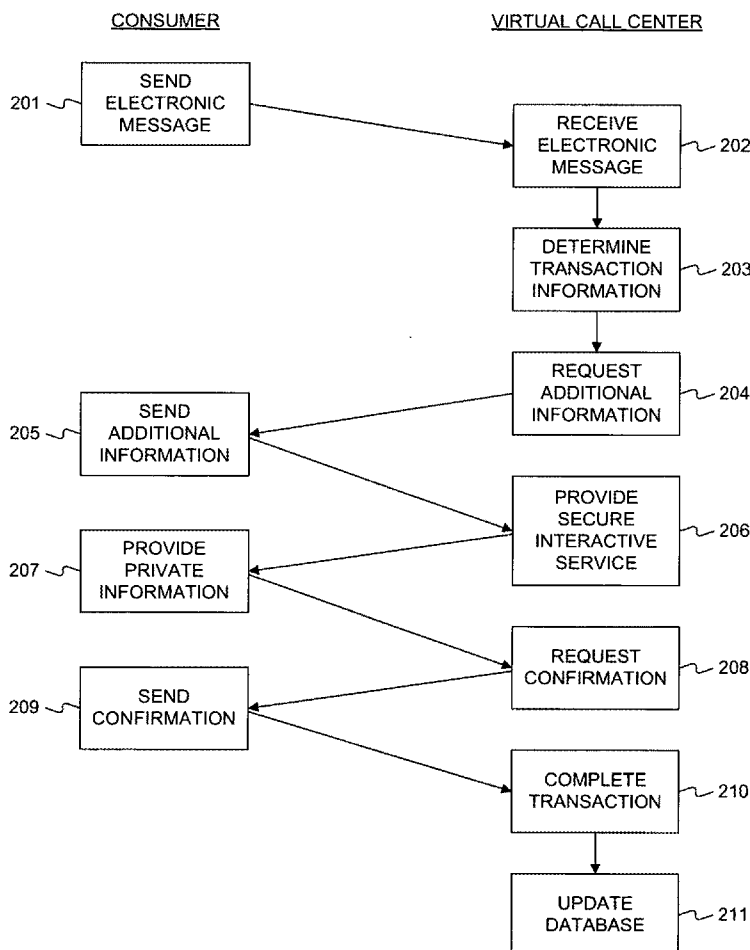 CONSUMER
VIRTUAL CALL CENTER
201
SEND
ELECTRONIC
MESSAGE
RECEIVE
ELECTRONIC
MESSAGE
202
DETERMINE
TRANSACTION
INFORMATION
203
REQUEST
ADDITIONAL
INFORMATION
204
205
SEND
ADDITIONAL
INFORMATION
PROVIDE
SECURE
INTERACTIVE
SERVICE
206
207
PROVIDE
PRIVATE
INFORMATION
REQUEST
CONFIRMATION
208
209
SEND
CONFIRMATION
COMPLETE
TRANSACTION
210
UPDATE
DATABASE
211